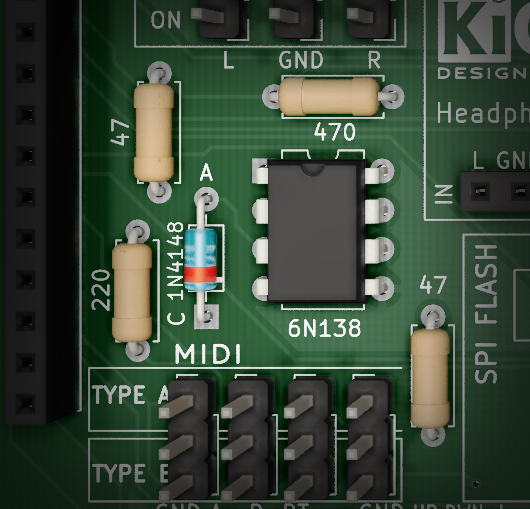 ON
L GND R
KiC
DESIGN
Headph
47
470
L GN
IN
A
1N4148
C
220
6N138
47
SPI FLASH
MIDI
TYPE A
TYPE B